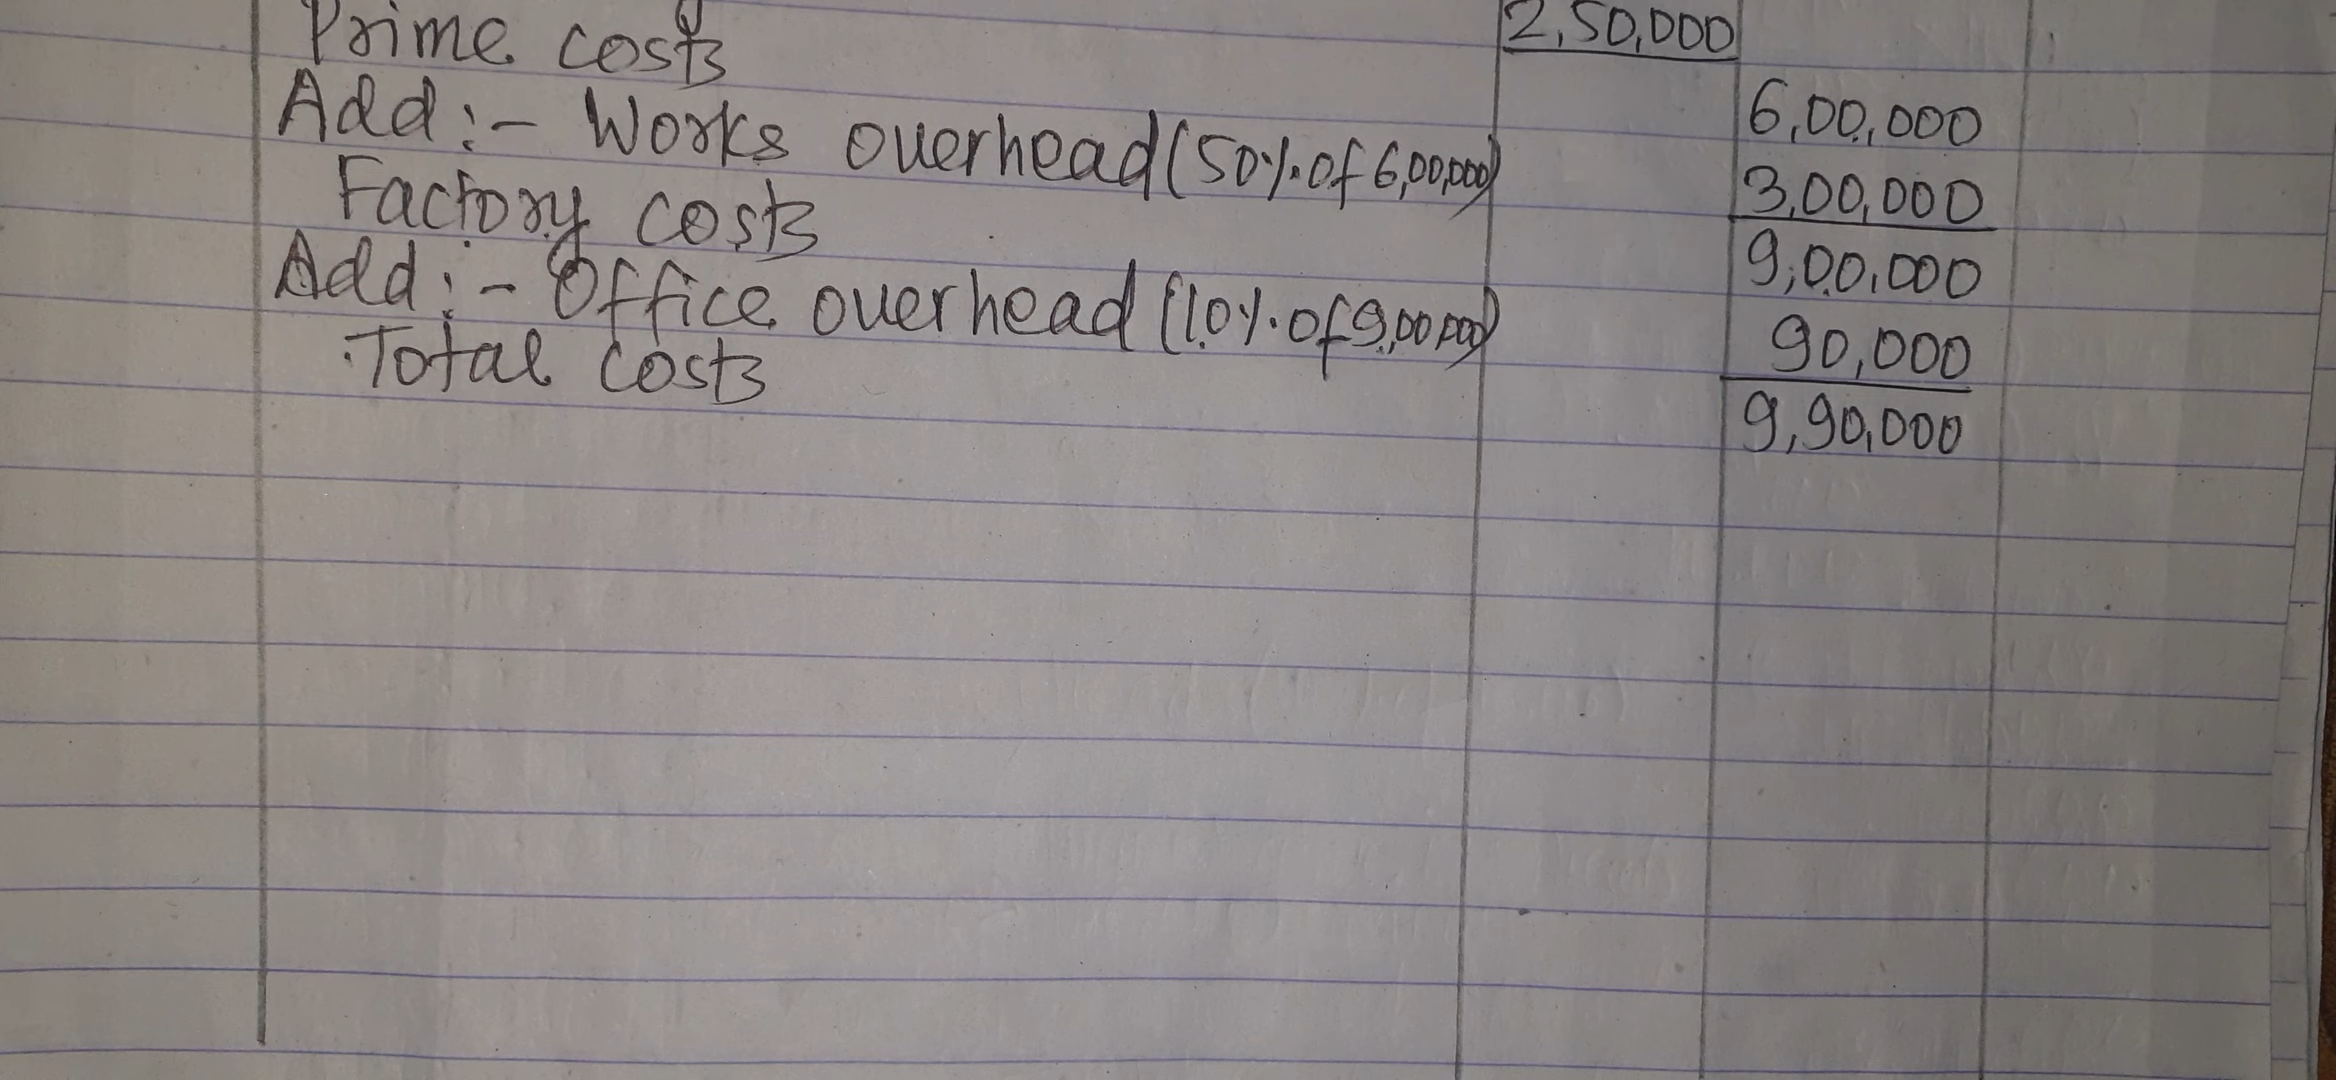 Prime costs 2,50,000
6,00,000
Add:- Works overhead (50% of 6,00,000) 3,00,000
Factory costs 9,00,000
Add:- Office overhead (10% of 9,00,000) 90,000
Total costs 9,90,000